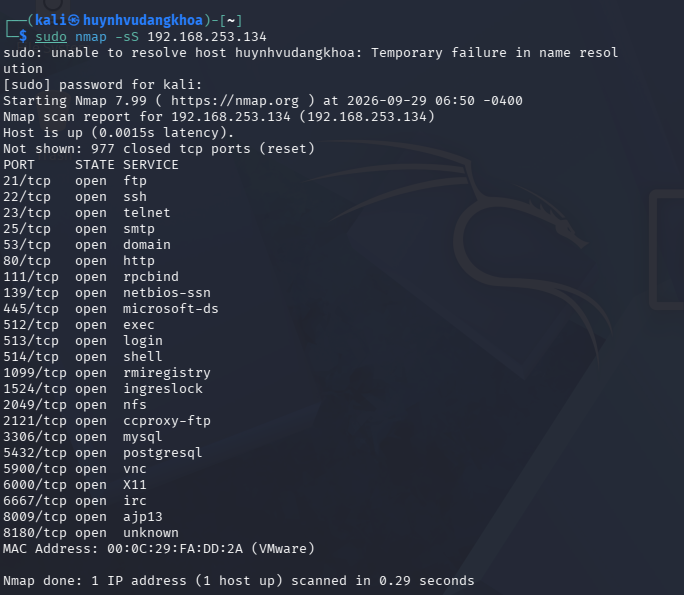 ┌──(kali㉿huynhvudangkhoa)-[~]
└─$ sudo nmap -sS 192.168.253.134
sudo: unable to resolve host huynhvudangkhoa: Temporary failure in name resol
ution
[sudo] password for kali:
Starting Nmap 7.99 ( https://nmap.org ) at 2026-09-29 06:50 -0400
Nmap scan report for 192.168.253.134 (192.168.253.134)
Host is up (0.0015s latency).
Not shown: 977 closed tcp ports (reset)
PORT     STATE SERVICE
21/tcp   open  ftp
22/tcp   open  ssh
23/tcp   open  telnet
25/tcp   open  smtp
53/tcp   open  domain
80/tcp   open  http
111/tcp  open  rpcbind
139/tcp  open  netbios-ssn
445/tcp  open  microsoft-ds
512/tcp  open  exec
513/tcp  open  login
514/tcp  open  shell
1099/tcp open  rmiregistry
1524/tcp open  ingreslock
2049/tcp open  nfs
2121/tcp open  ccproxy-ftp
3306/tcp open  mysql
5432/tcp open  postgresql
5900/tcp open  vnc
6000/tcp open  X11
6667/tcp open  irc
8009/tcp open  ajp13
8180/tcp open  unknown
MAC Address: 00:0C:29:FA:DD:2A (VMware)

Nmap done: 1 IP address (1 host up) scanned in 0.29 seconds